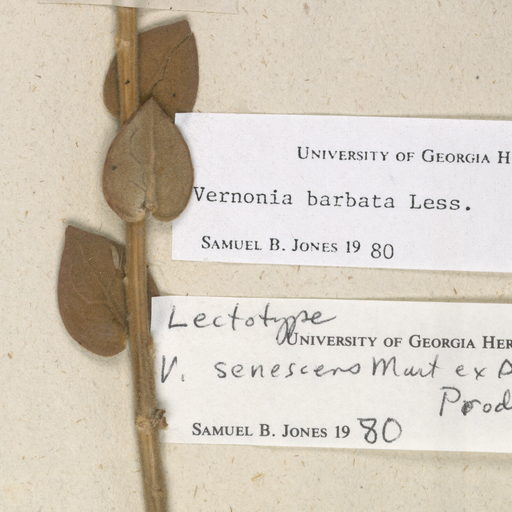 UNIVERSITY OF GEORGIA H
Vernonia barbata Less.
SAMUEL B. JONES 19 80
Lectotype
UNIVERSITY OF GEORGIA HER
V. senescens Mart ex D
Prod
SAMUEL B. JONES 19 80